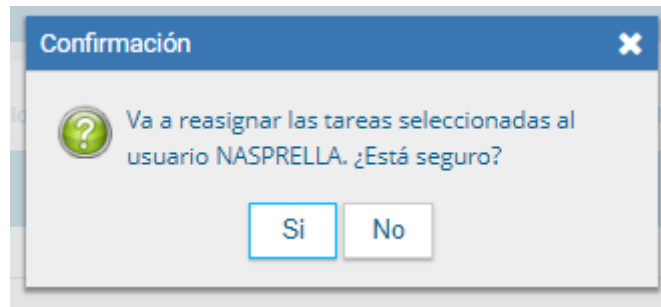 Confirmación
Va a reasignar las tareas seleccionadas al
usuario NASPRELLA. ¿Está seguro?
Si
No